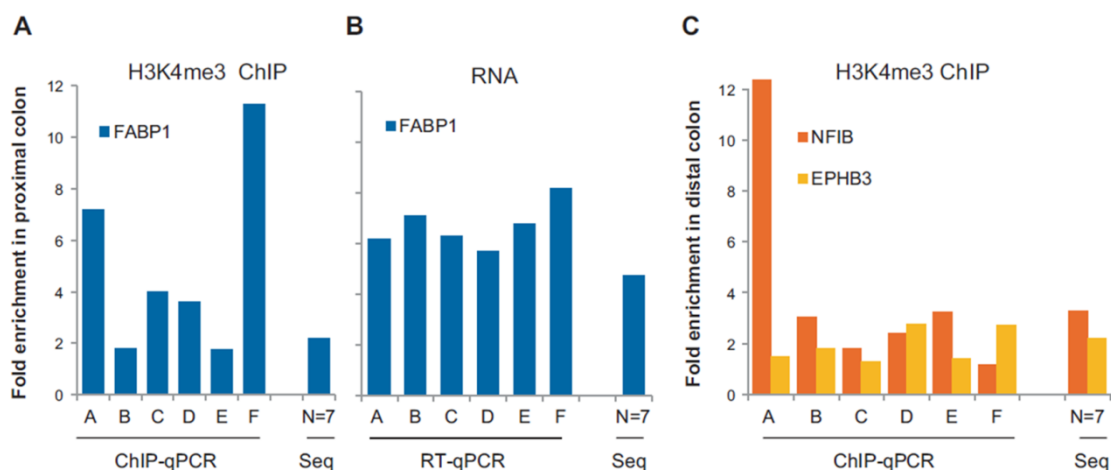 A
H3K4me3 ChIP
Fold enrichment in proximal colon
12
10
8
6
4
2
0
FABP1
A B C D E F N=7
ChIP-qPCR Seq
B
RNA
FABP1
A B C D E F N=7
RT-qPCR Seq
C
H3K4me3 ChIP
Fold enrichment in distal colon
12
10
8
6
4
2
0
NFIB
EPHB3
A B C D E F N=7
ChIP-qPCR Seq